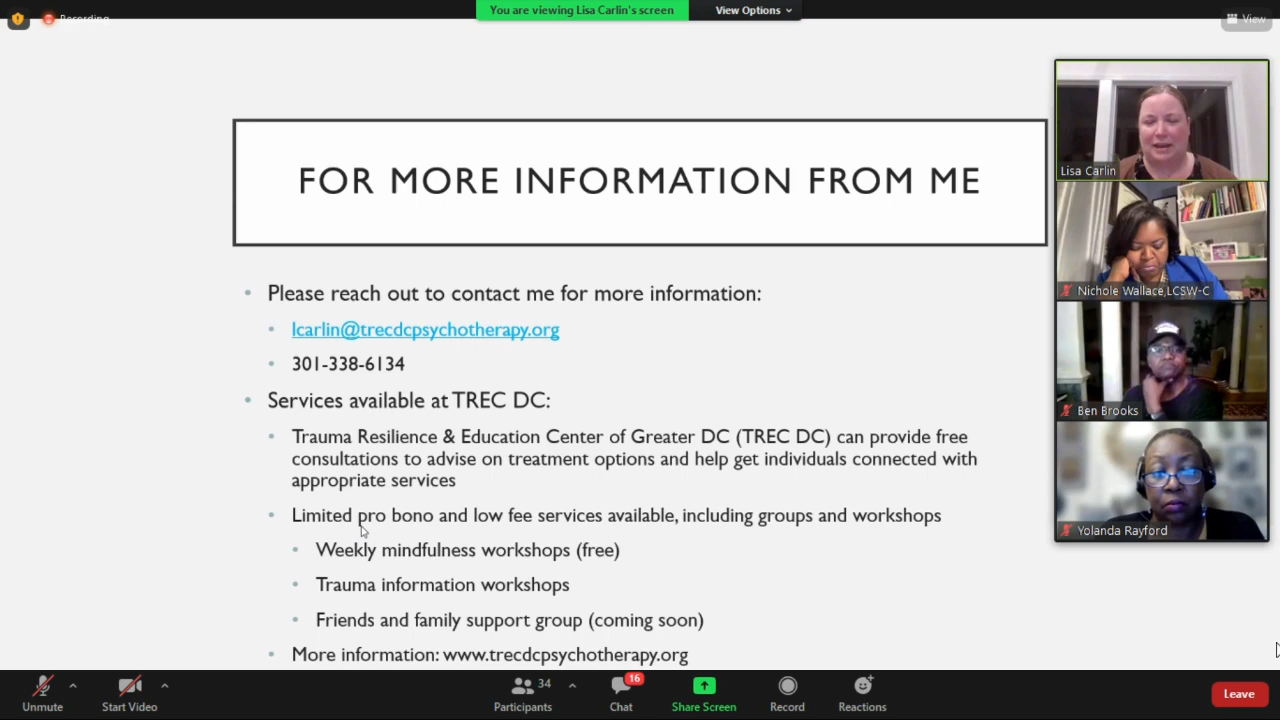 Recording
You are viewing Lisa Carlin's screen
View Options
View
FOR MORE INFORMATION FROM ME
Please reach out to contact me for more information:
lcarlin@trecdcpsychotherapy.org
301-338-6134
Services available at TREC DC:
Trauma Resilience & Education Center of Greater DC (TREC DC) can provide free
consultations to advise on treatment options and help get individuals connected with
appropriate services
Limited pro bono and low fee services available, including groups and workshops
Weekly mindfulness workshops (free)
Trauma information workshops
Friends and family support group (coming soon)
More information: www.trecdcpsychotherapy.org
Lisa Carlin
Nichole Wallace,LCSW-C
Ben Brooks
Yolanda Rayford
Unmute
Start Video
34
Participants
16
Chat
Share Screen
Record
Reactions
Leave